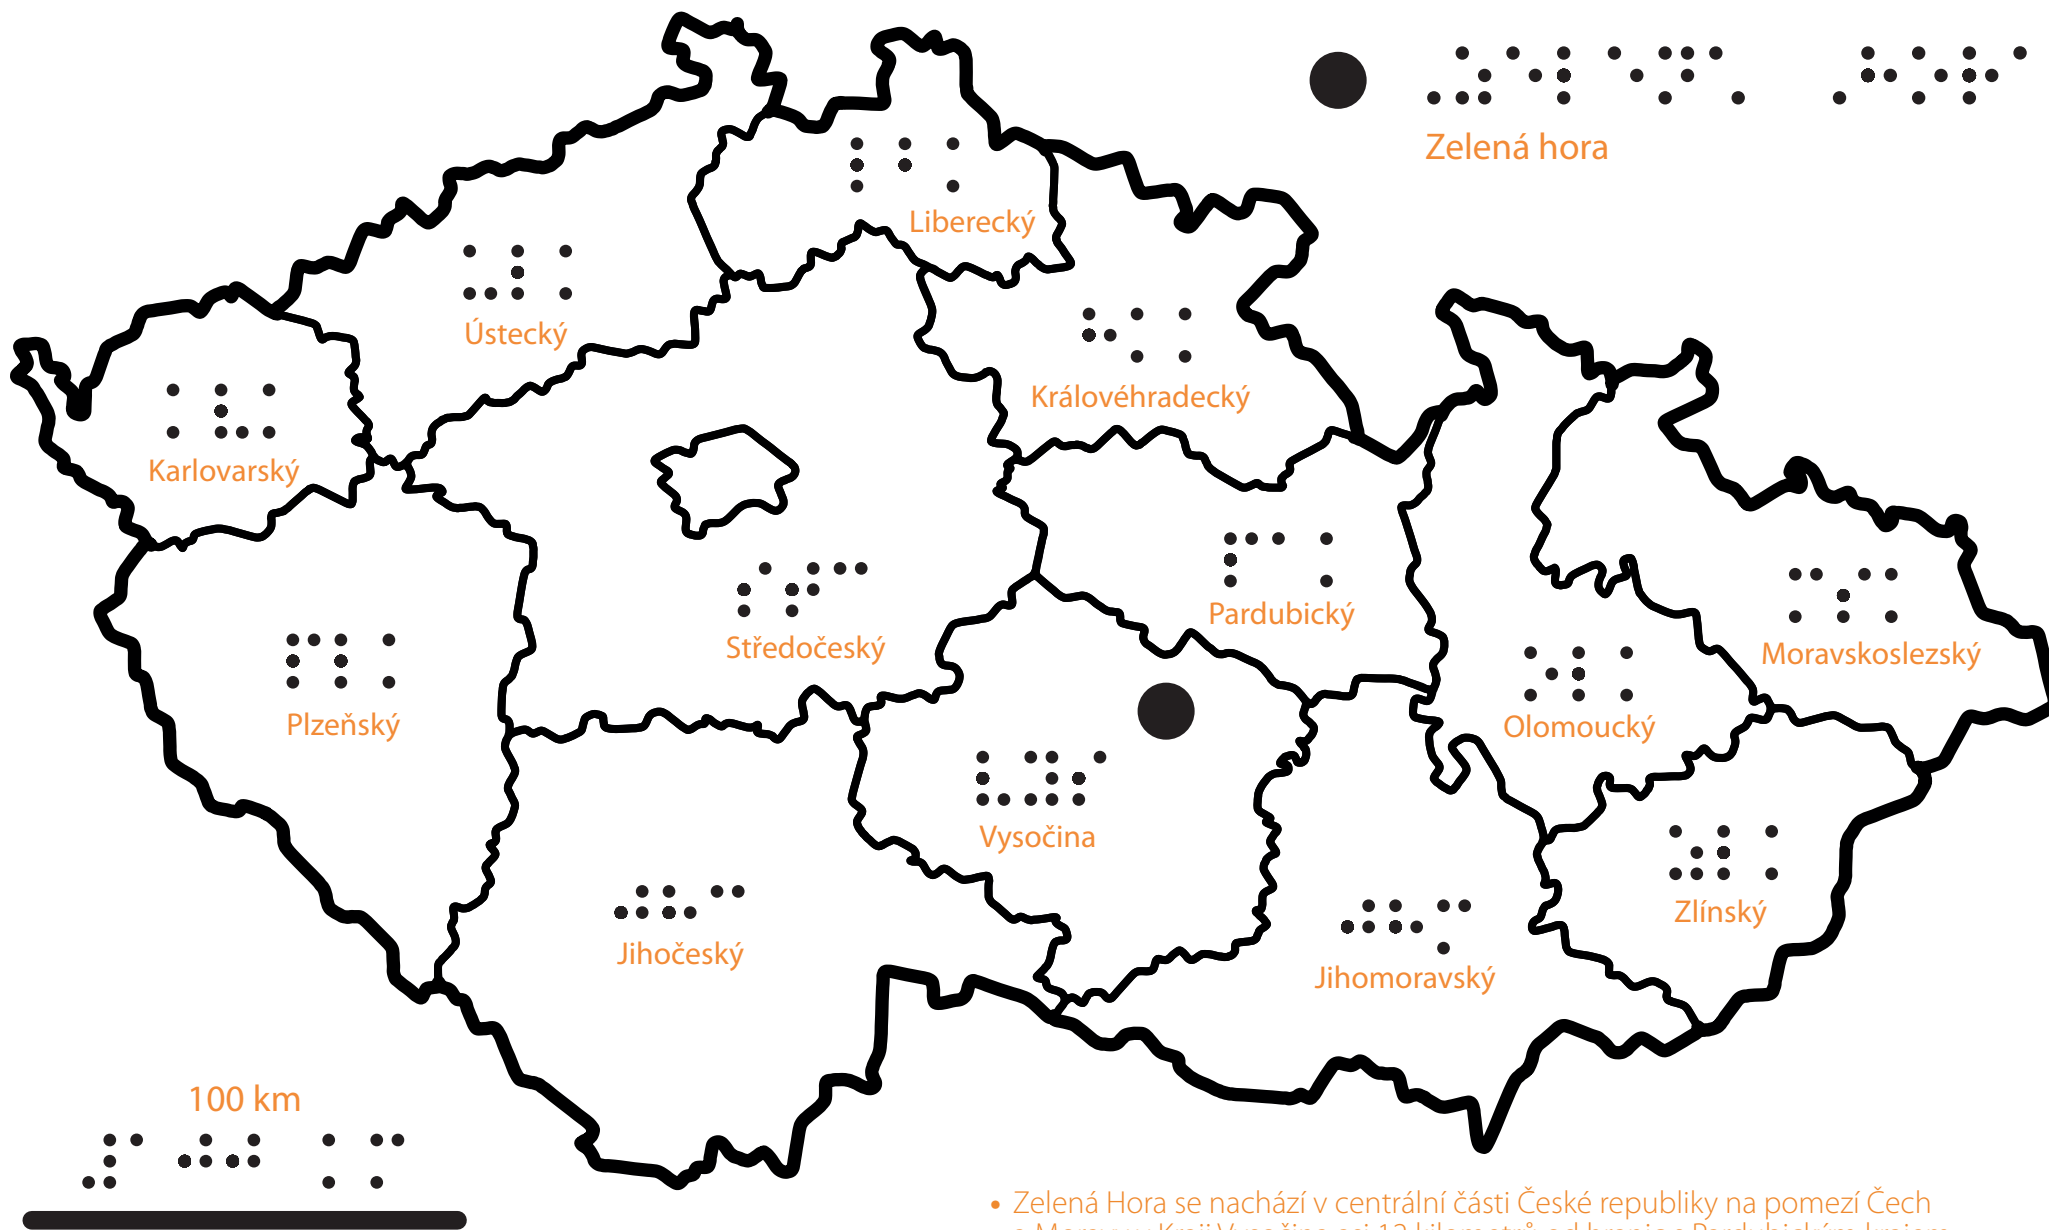 Zelená hora
Liberecký
Ústecký
Královéhradecký
Karlovarský
Pardubický
Středočeský
Moravskoslezský
Plzeňský
Olomoucký
Vysočina
Zlínský
Jihočeský
Jihomoravský
100 km
• Zelená Hora se nachází v centrální části České republiky na pomezí Čech